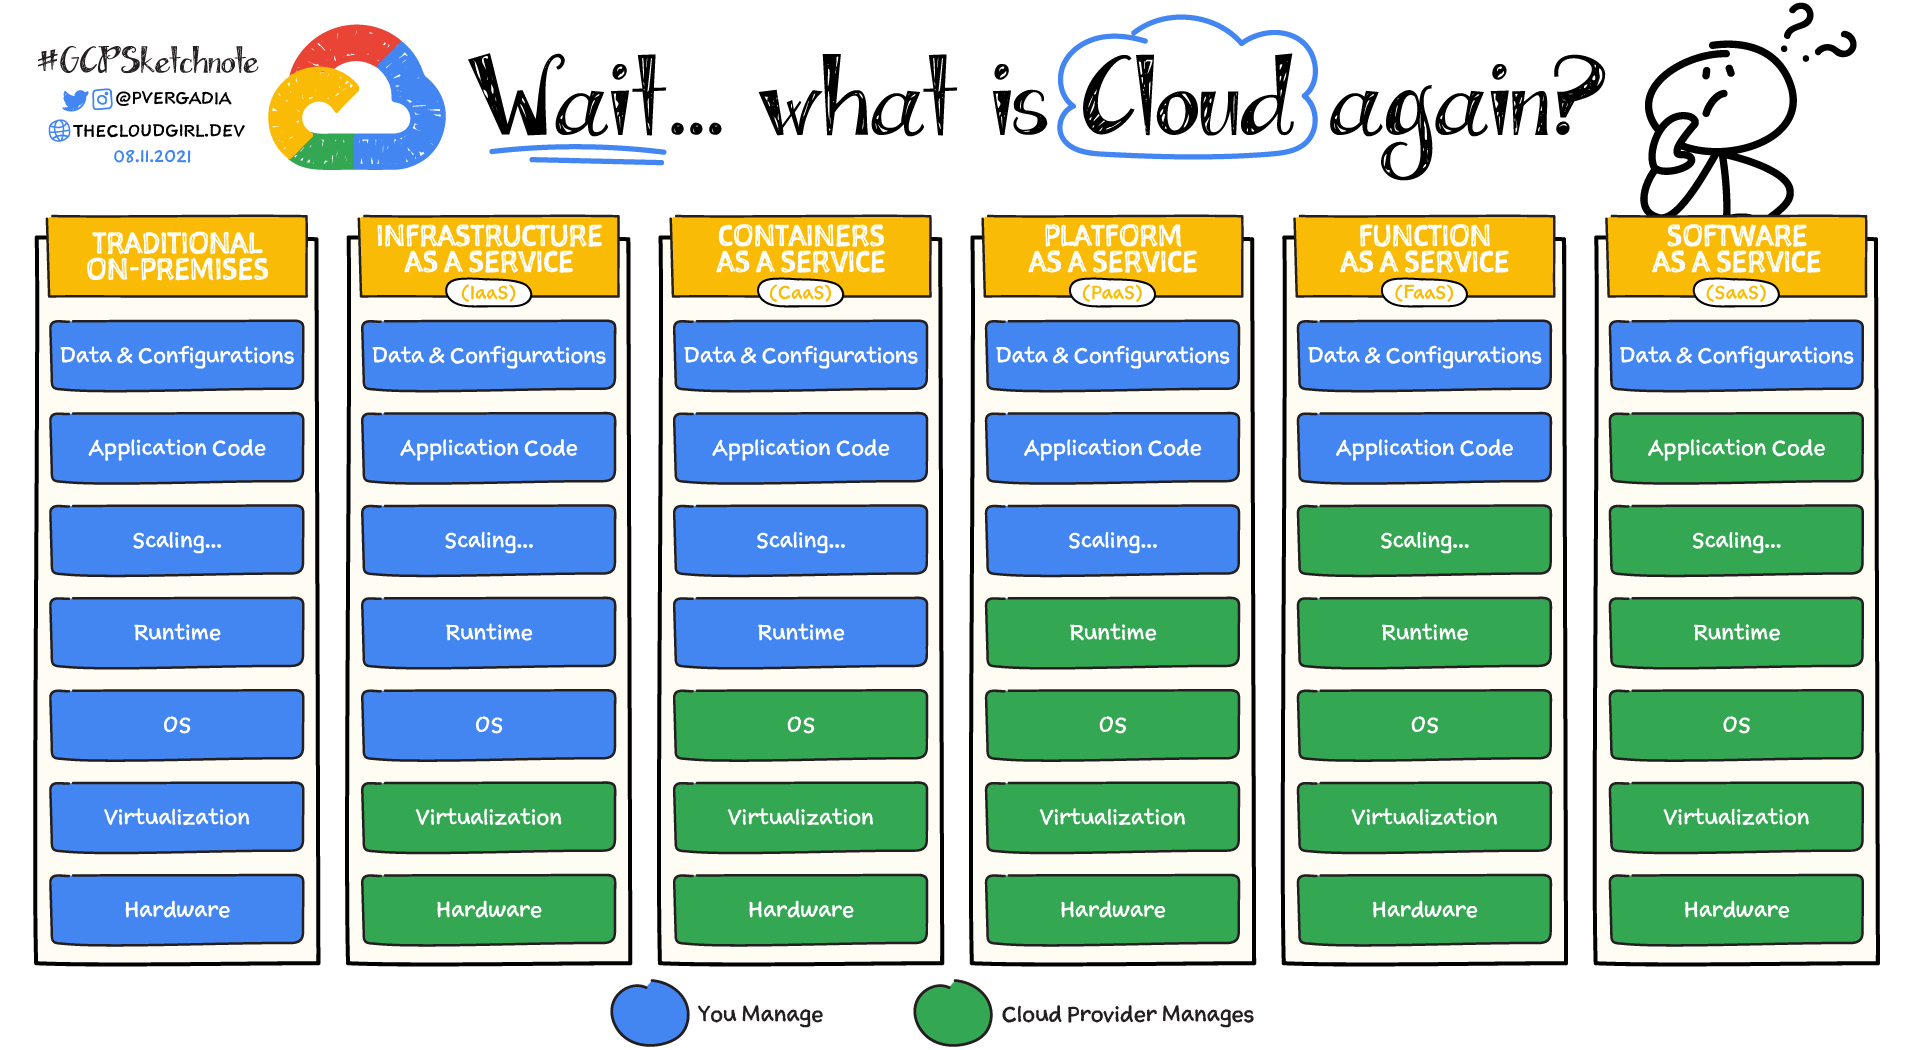 #GCPSketchnote
@PVERGADIA
THECLOUDGIRL.DEV
08.11.2021
Wait... what is Cloud again?
? ?
TRADITIONAL
ON-PREMISES
Data & Configurations
Application Code
Scaling...
Runtime
OS
Virtualization
Hardware
INFRASTRUCTURE
AS A SERVICE
(IaaS)
Data & Configurations
Application Code
Scaling...
Runtime
OS
Virtualization
Hardware
CONTAINERS
AS A SERVICE
(CaaS)
Data & Configurations
Application Code
Scaling...
Runtime
OS
Virtualization
Hardware
PLATFORM
AS A SERVICE
(PaaS)
Data & Configurations
Application Code
Scaling...
Runtime
OS
Virtualization
Hardware
FUNCTION
AS A SERVICE
(FaaS)
Data & Configurations
Application Code
Scaling...
Runtime
OS
Virtualization
Hardware
SOFTWARE
AS A SERVICE
(SaaS)
Data & Configurations
Application Code
Scaling...
Runtime
OS
Virtualization
Hardware
You Manage
Cloud Provider Manages